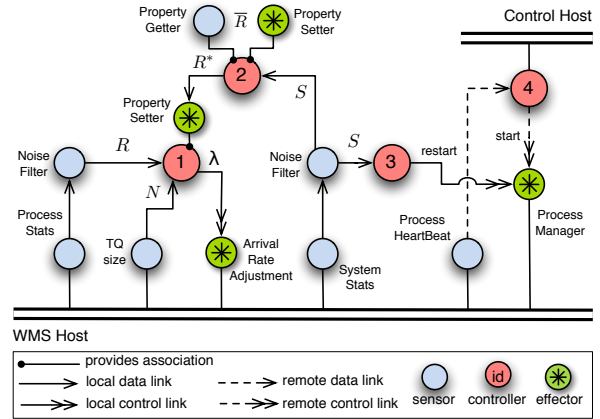 Property
Getter
R̅
Property
Setter
Control Host
2
R*
4
S
Property
Setter
start
Noise
Filter
R
1
λ
Noise
Filter
S
3
restart
N
Process
Stats
TQ
size
Arrival
Rate
Adjustment
System
Stats
Process
HeartBeat
Process
Manager
WMS Host
provides association
local data link
remote data link
local control link
remote control link
id
sensor
controller
effector